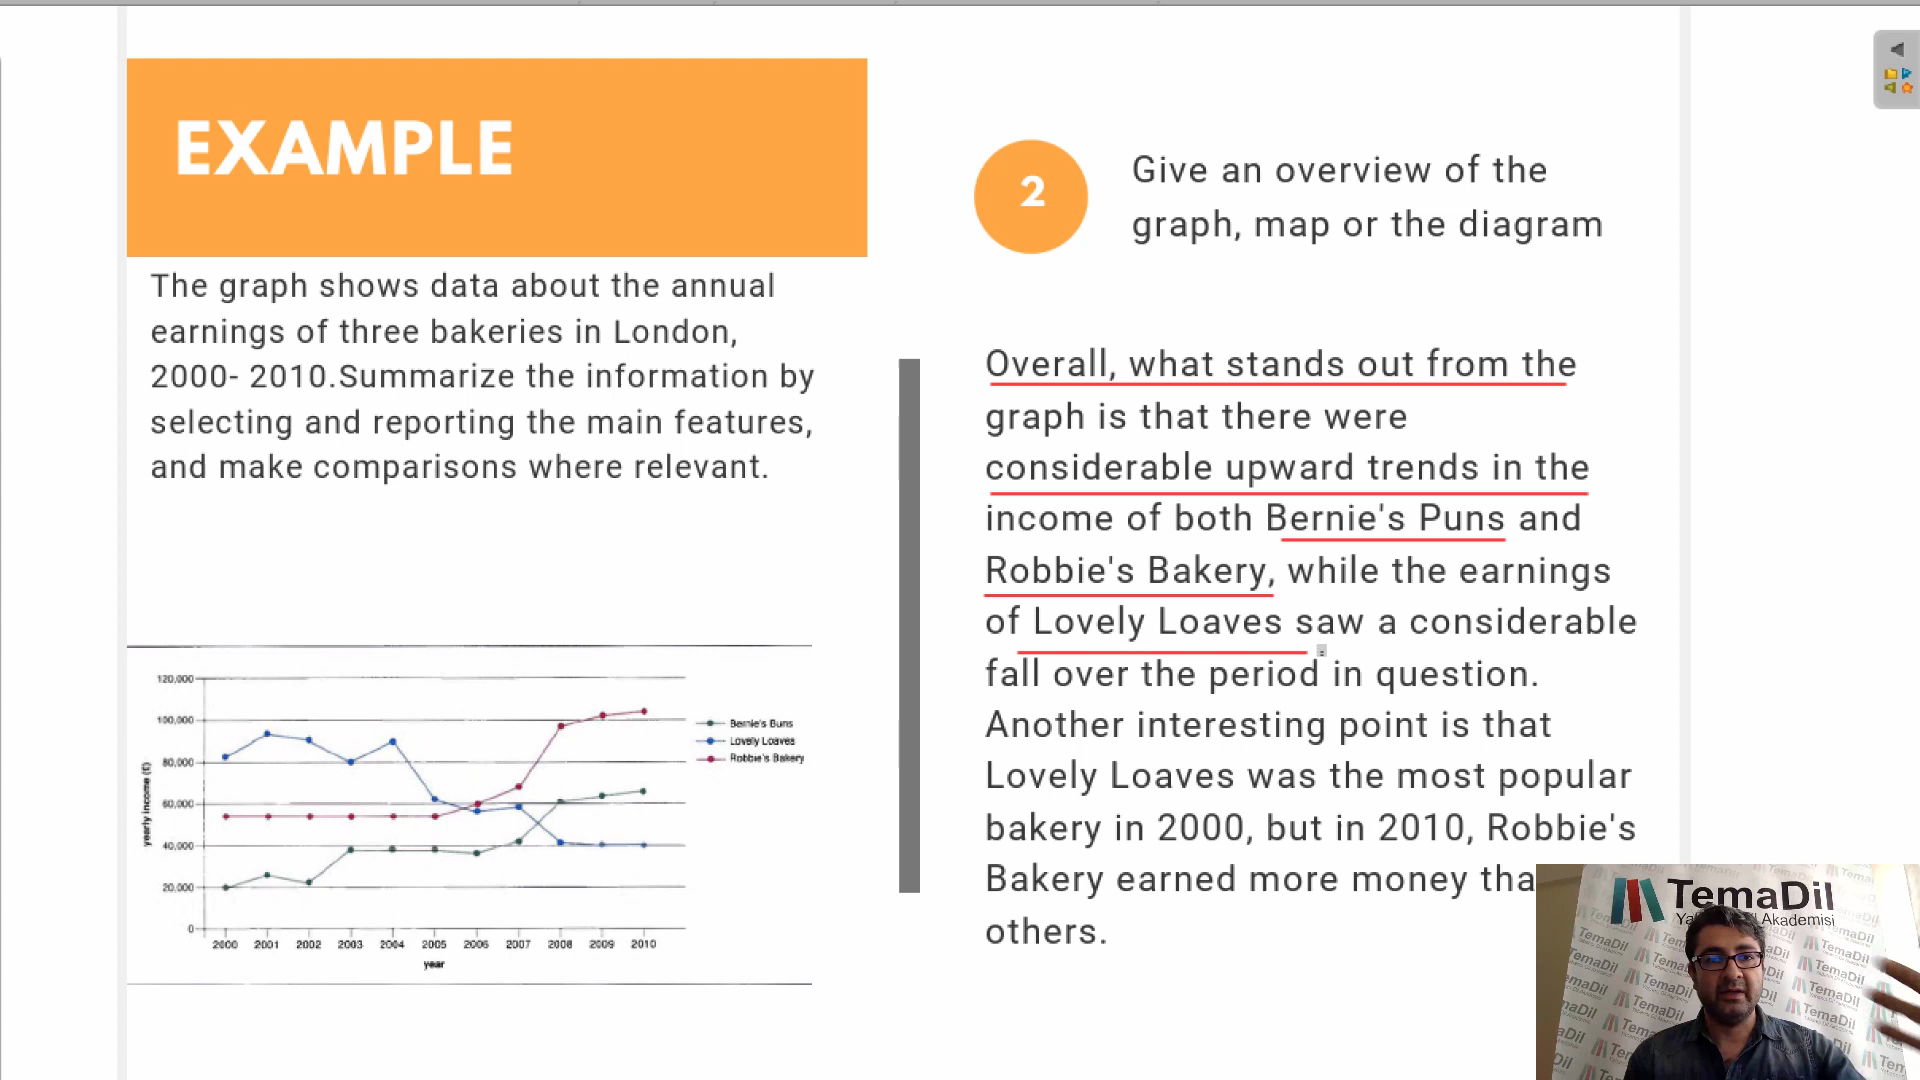 EXAMPLE
The graph shows data about the annual
earnings of three bakeries in London,
2000- 2010.Summarize the information by
selecting and reporting the main features,
and make comparisons where relevant.
120,000
100,000
80,000
60,000
40,000
20,000
0
yearly income (£)
2000 2001 2002 2003 2004 2005 2006 2007 2008 2009 2010
year
Bernie's Buns
Lovely Loaves
Robbie's Bakery
2
Give an overview of the
graph, map or the diagram
Overall, what stands out from the
graph is that there were
considerable upward trends in the
income of both Bernie's Puns and
Robbie's Bakery, while the earnings
of Lovely Loaves saw a considerable
fall over the period in question.
Another interesting point is that
Lovely Loaves was the most popular
bakery in 2000, but in 2010, Robbie's
Bakery earned more money tha
others.
TemaDil
Akademisi